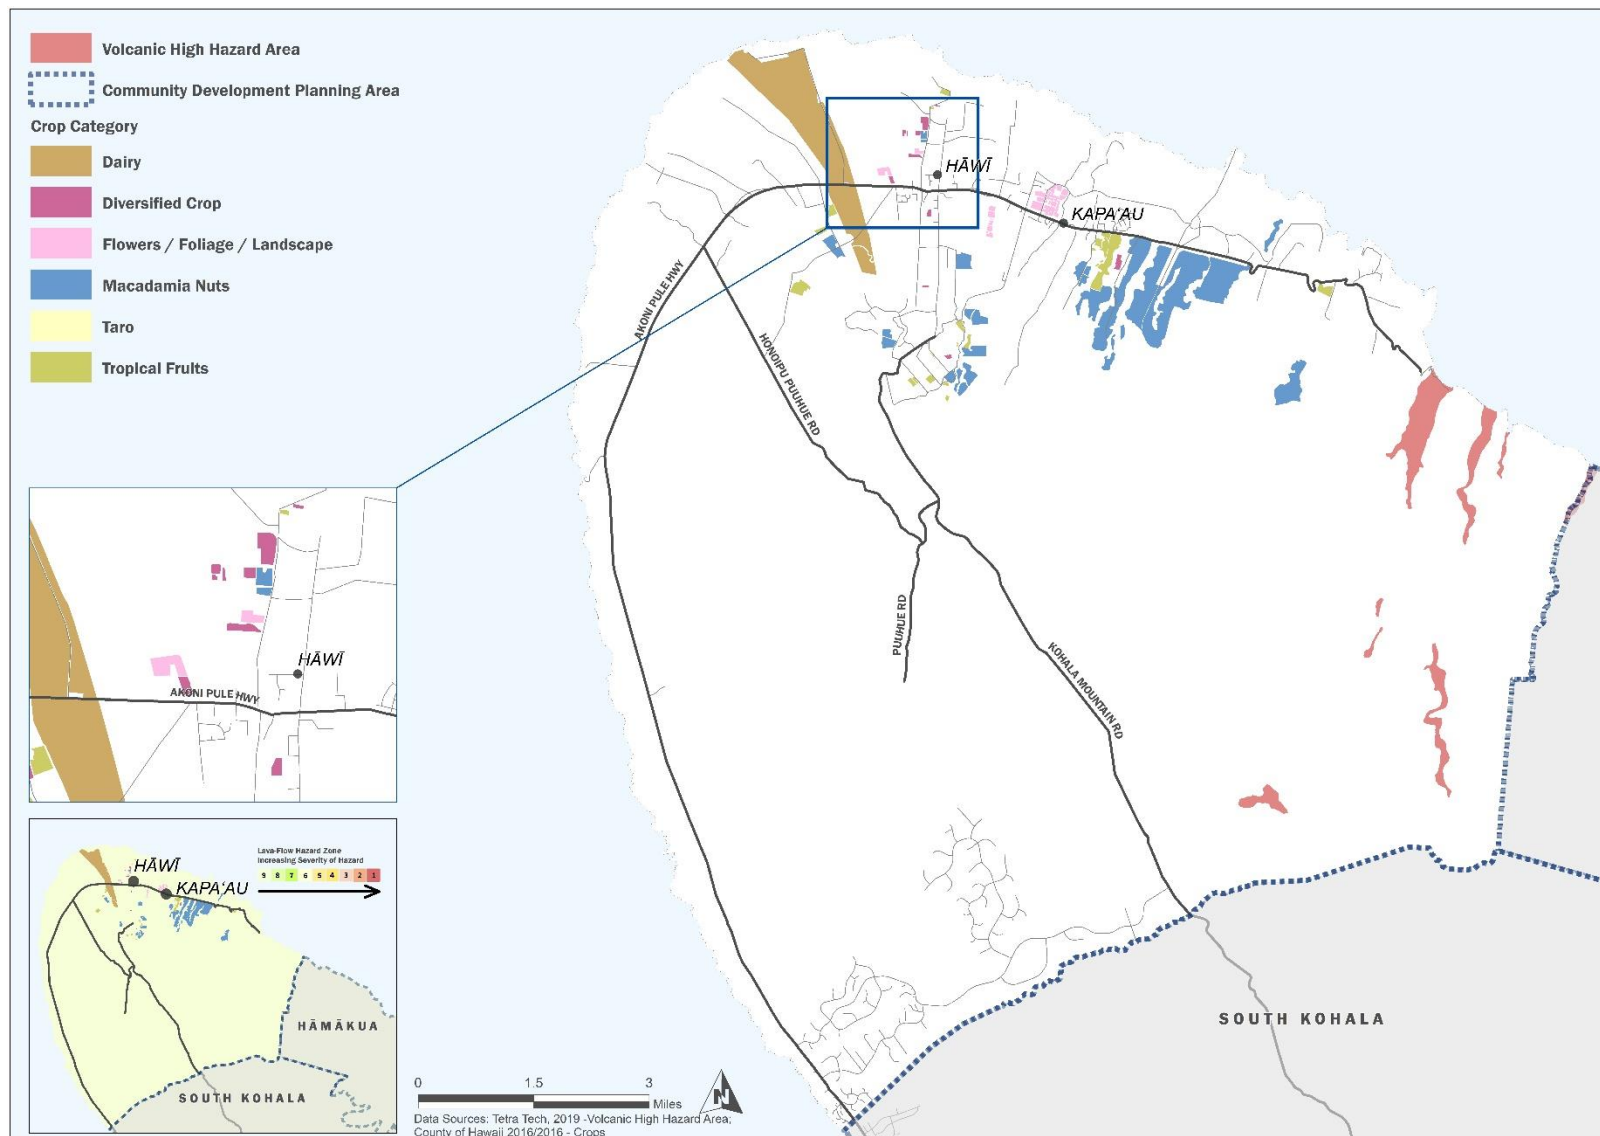 Volcanic High Hazard Area
Community Development Planning Area
Crop Category
Dairy
Diversified Crop
Flowers / Foliage / Landscape
Macadamia Nuts
Taro
Tropical Fruits
HĀWĪ
KAPAʻAU
AKONI PULE HWY
HONOIPU PUUHUE RD
PUUHUE RD
KOHALA MOUNTAIN RD
SOUTH KOHALA
HĀWĪ
AKONI PULE HWY
Lava-Flow Hazard Zone
Increasing Severity of Hazard
9 8 7 6 5 4 3 2 1
HĀWĪ
KAPAʻAU
HĀMĀKUA
SOUTH KOHALA
0 1.5 3
Miles
N
Data Sources: Tetra Tech, 2019 -Volcanic High Hazard Area;
County of Hawaii 2016/2016 - Crops